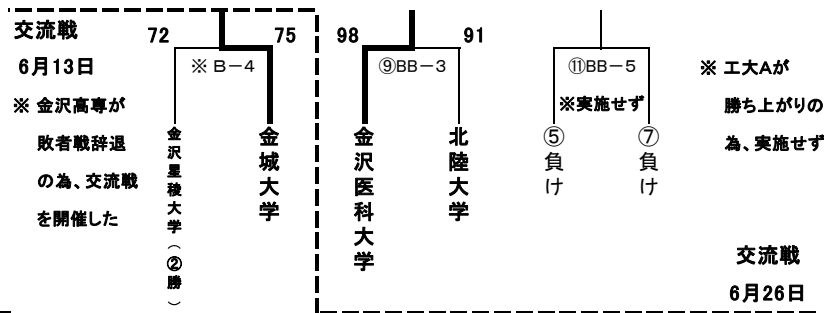 交流戦
6月13日
※ 金沢高専が
敗者戦辞退
の為、交流戦
を開催した
72
75
※ B-4
金沢星稜大学(②勝)
金城大学
98
91
⑨BB-3
金沢医科大学
北陸大学
⑪BB-5
※実施せず
⑤負け
⑦負け
※ 工大Aが
勝ち上がりの
為、実施せず
交流戦
6月26日